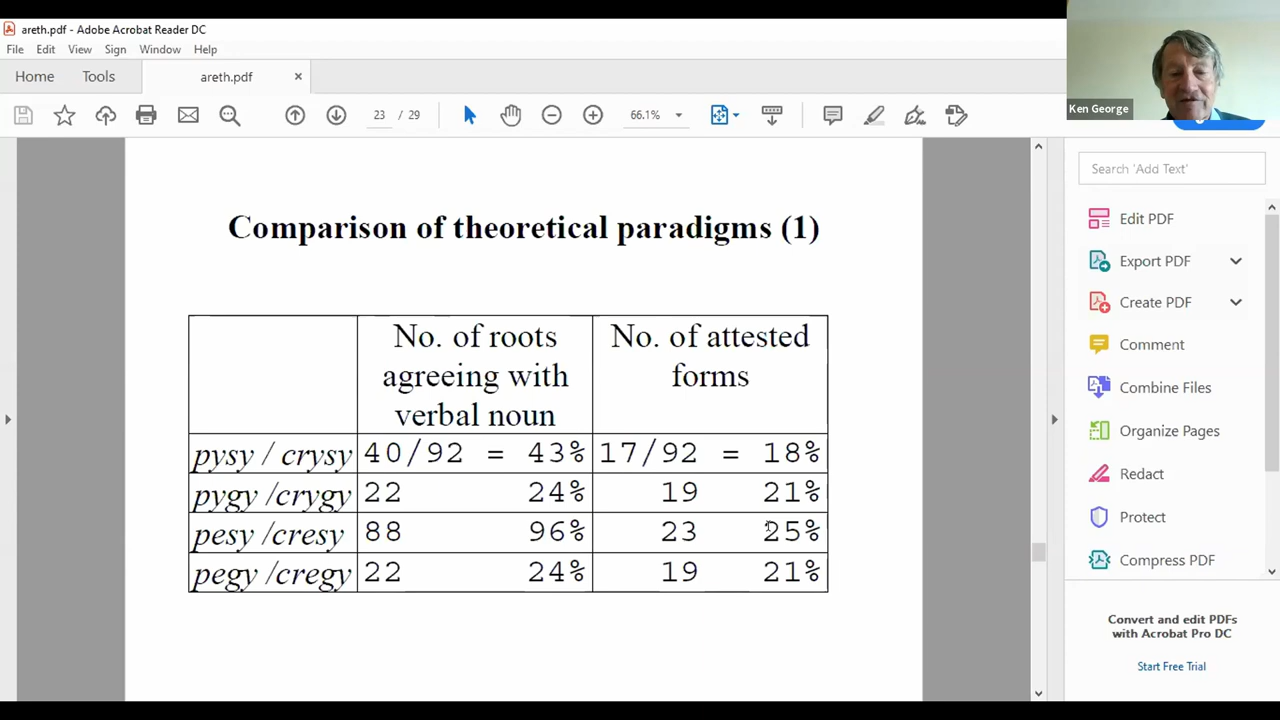 areth.pdf - Adobe Acrobat Reader DC
File Edit View Sign Window Help
Home Tools areth.pdf ×
23 / 29 66.1%
Ken George
Search 'Add Text'
Edit PDF
Export PDF
Create PDF
Comment
Combine Files
Organize Pages
Redact
Protect
Compress PDF
Convert and edit PDFs
with Acrobat Pro DC
Start Free Trial
Comparison of theoretical paradigms (1)
No. of roots
agreeing with
verbal noun
No. of attested
forms
pysy / crysy 40/92 = 43% 17/92 = 18%
pygy /crygy 22 24% 19 21%
pesy /cresy 88 96% 23 25%
pegy /cregy 22 24% 19 21%